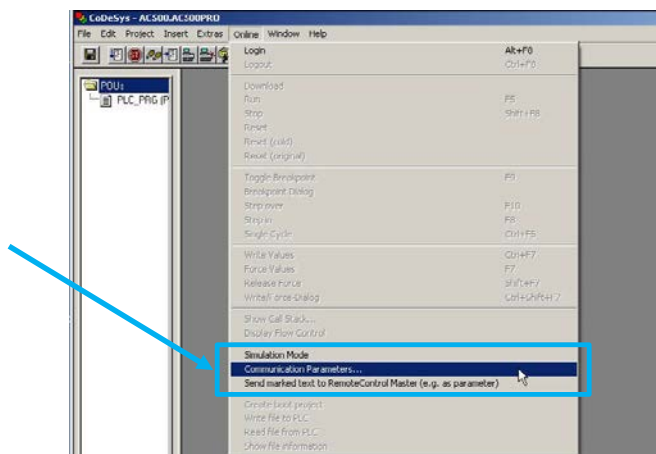 CoDeSys - AC500.AC500PRO
File Edit Project Insert Extras Online Window Help
POUs
PLC_PRG (P
Login Alt+F8
Logout Ctrl+F8
Download
Run F5
Stop Shift+F8
Reset
Reset (cold)
Reset (original)
Toggle Breakpoint F9
Breakpoint Dialog
Step over F10
Step in F8
Single Cycle Ctrl+F5
Write Values Ctrl+F7
Force Values F7
Release Force Shift+F7
Write/Force-Dialog Ctrl+Shift+F7
Show Call Stack...
Display Flow Control
Simulation Mode
Communication Parameters...
Send marked text to RemoteControl Master (e.g. as parameter)
Create boot project
Write file to PLC
Read file from PLC
Show file information